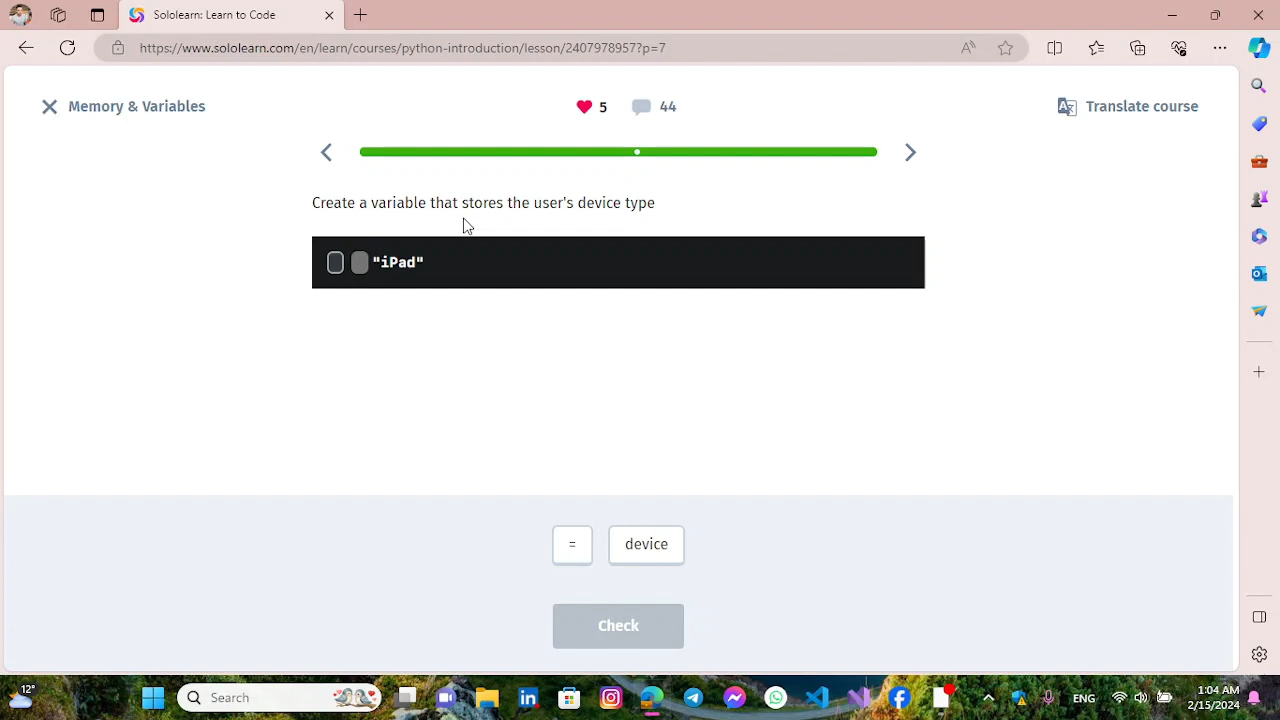 Sololearn: Learn to Code
https://www.sololearn.com/en/learn/courses/python-introduction/lesson/2407978957?p=7
Memory & Variables
5
44
Translate course
Create a variable that stores the user's device type
"iPad"
=
device
Check
12°
Search
ENG
1:04 AM
2/15/2024